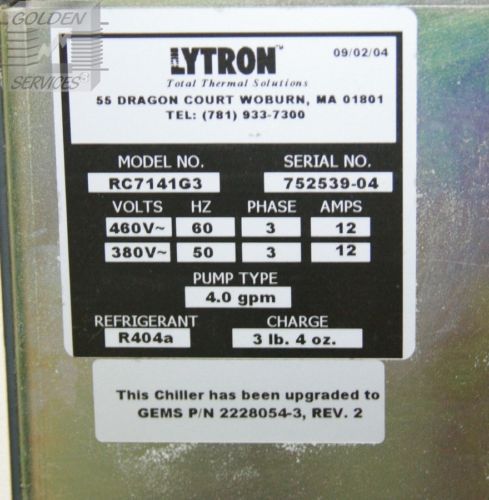 GOLDEN
SERVICES®
LYTRON™
09/02/04
Total Thermal Solutions
55 DRAGON COURT WOBURN, MA 01801
TEL: (781) 933-7300
MODEL NO. SERIAL NO.
RC7141G3 752539-04
VOLTS HZ PHASE AMPS
460V~ 60 3 12
380V~ 50 3 12
PUMP TYPE
4.0 gpm
REFRIGERANT CHARGE
R404a 3 lb. 4 oz.
This Chiller has been upgraded to
GEMS P/N 2228054-3, REV. 2